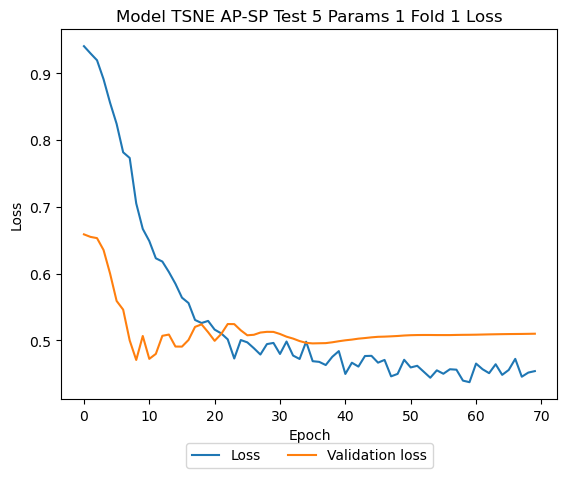 Model TSNE AP-SP Test 5 Params 1 Fold 1 Loss
0.9
0.8
0.7
0.6
0.5
Loss
0 10 20 30 40 50 60 70
Epoch
Loss Validation loss